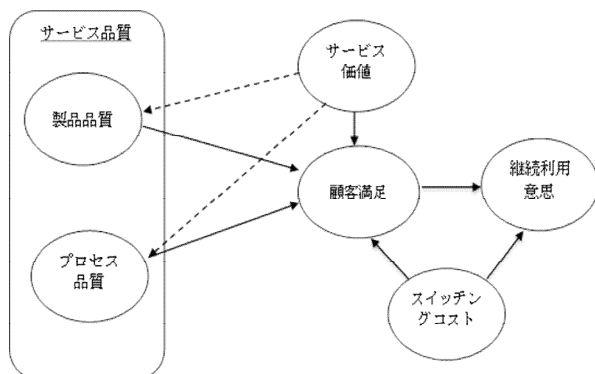 サービス品質
製品品質
プロセス
品質
サービス
価値
顧客満足
継続利用
意思
スイッチン
グコスト